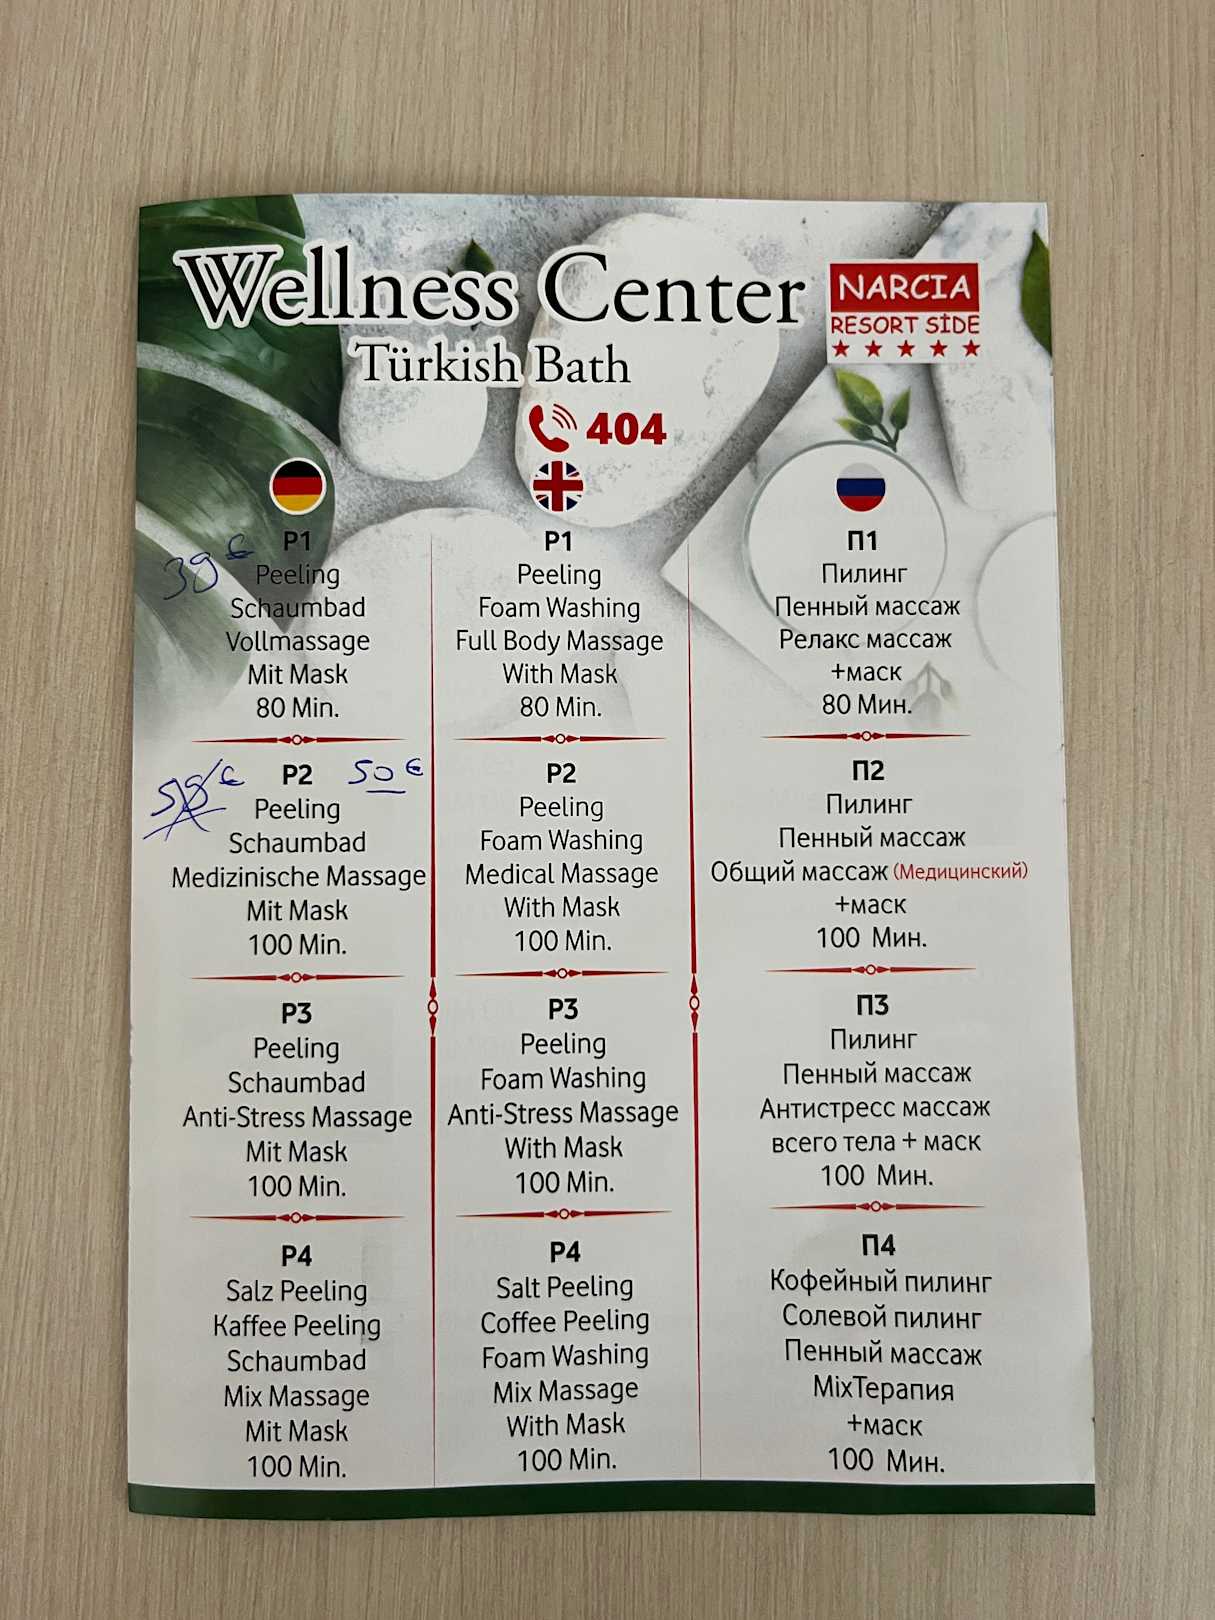 Wellness Center
Türkish Bath
404
NARCIA
RESORT SİDE
39 €
P1
Peeling
Schaumbad
Vollmassage
Mit Mask
80 Min.
59 €
P2
50 €
Peeling
Schaumbad
Medizinische Massage
Mit Mask
100 Min.
P3
Peeling
Schaumbad
Anti-Stress Massage
Mit Mask
100 Min.
P4
Salz Peeling
Kaffee Peeling
Schaumbad
Mix Massage
Mit Mask
100 Min.
P1
Peeling
Foam Washing
Full Body Massage
With Mask
80 Min.
P2
Peeling
Foam Washing
Medical Massage
With Mask
100 Min.
P3
Peeling
Foam Washing
Anti-Stress Massage
With Mask
100 Min.
P4
Salt Peeling
Coffee Peeling
Foam Washing
Mix Massage
With Mask
100 Min.
П1
Пилинг
Пенный массаж
Релакс массаж
+маск
80 Мин.
П2
Пилинг
Пенный массаж
Общий массаж (Медицинский)
+маск
100 Мин.
П3
Пилинг
Пенный массаж
Антистресс массаж
всего тела + маск
100 Мин.
П4
Кофейный пилинг
Солевой пилинг
Пенный массаж
MixТерапия
+маск
100 Мин.